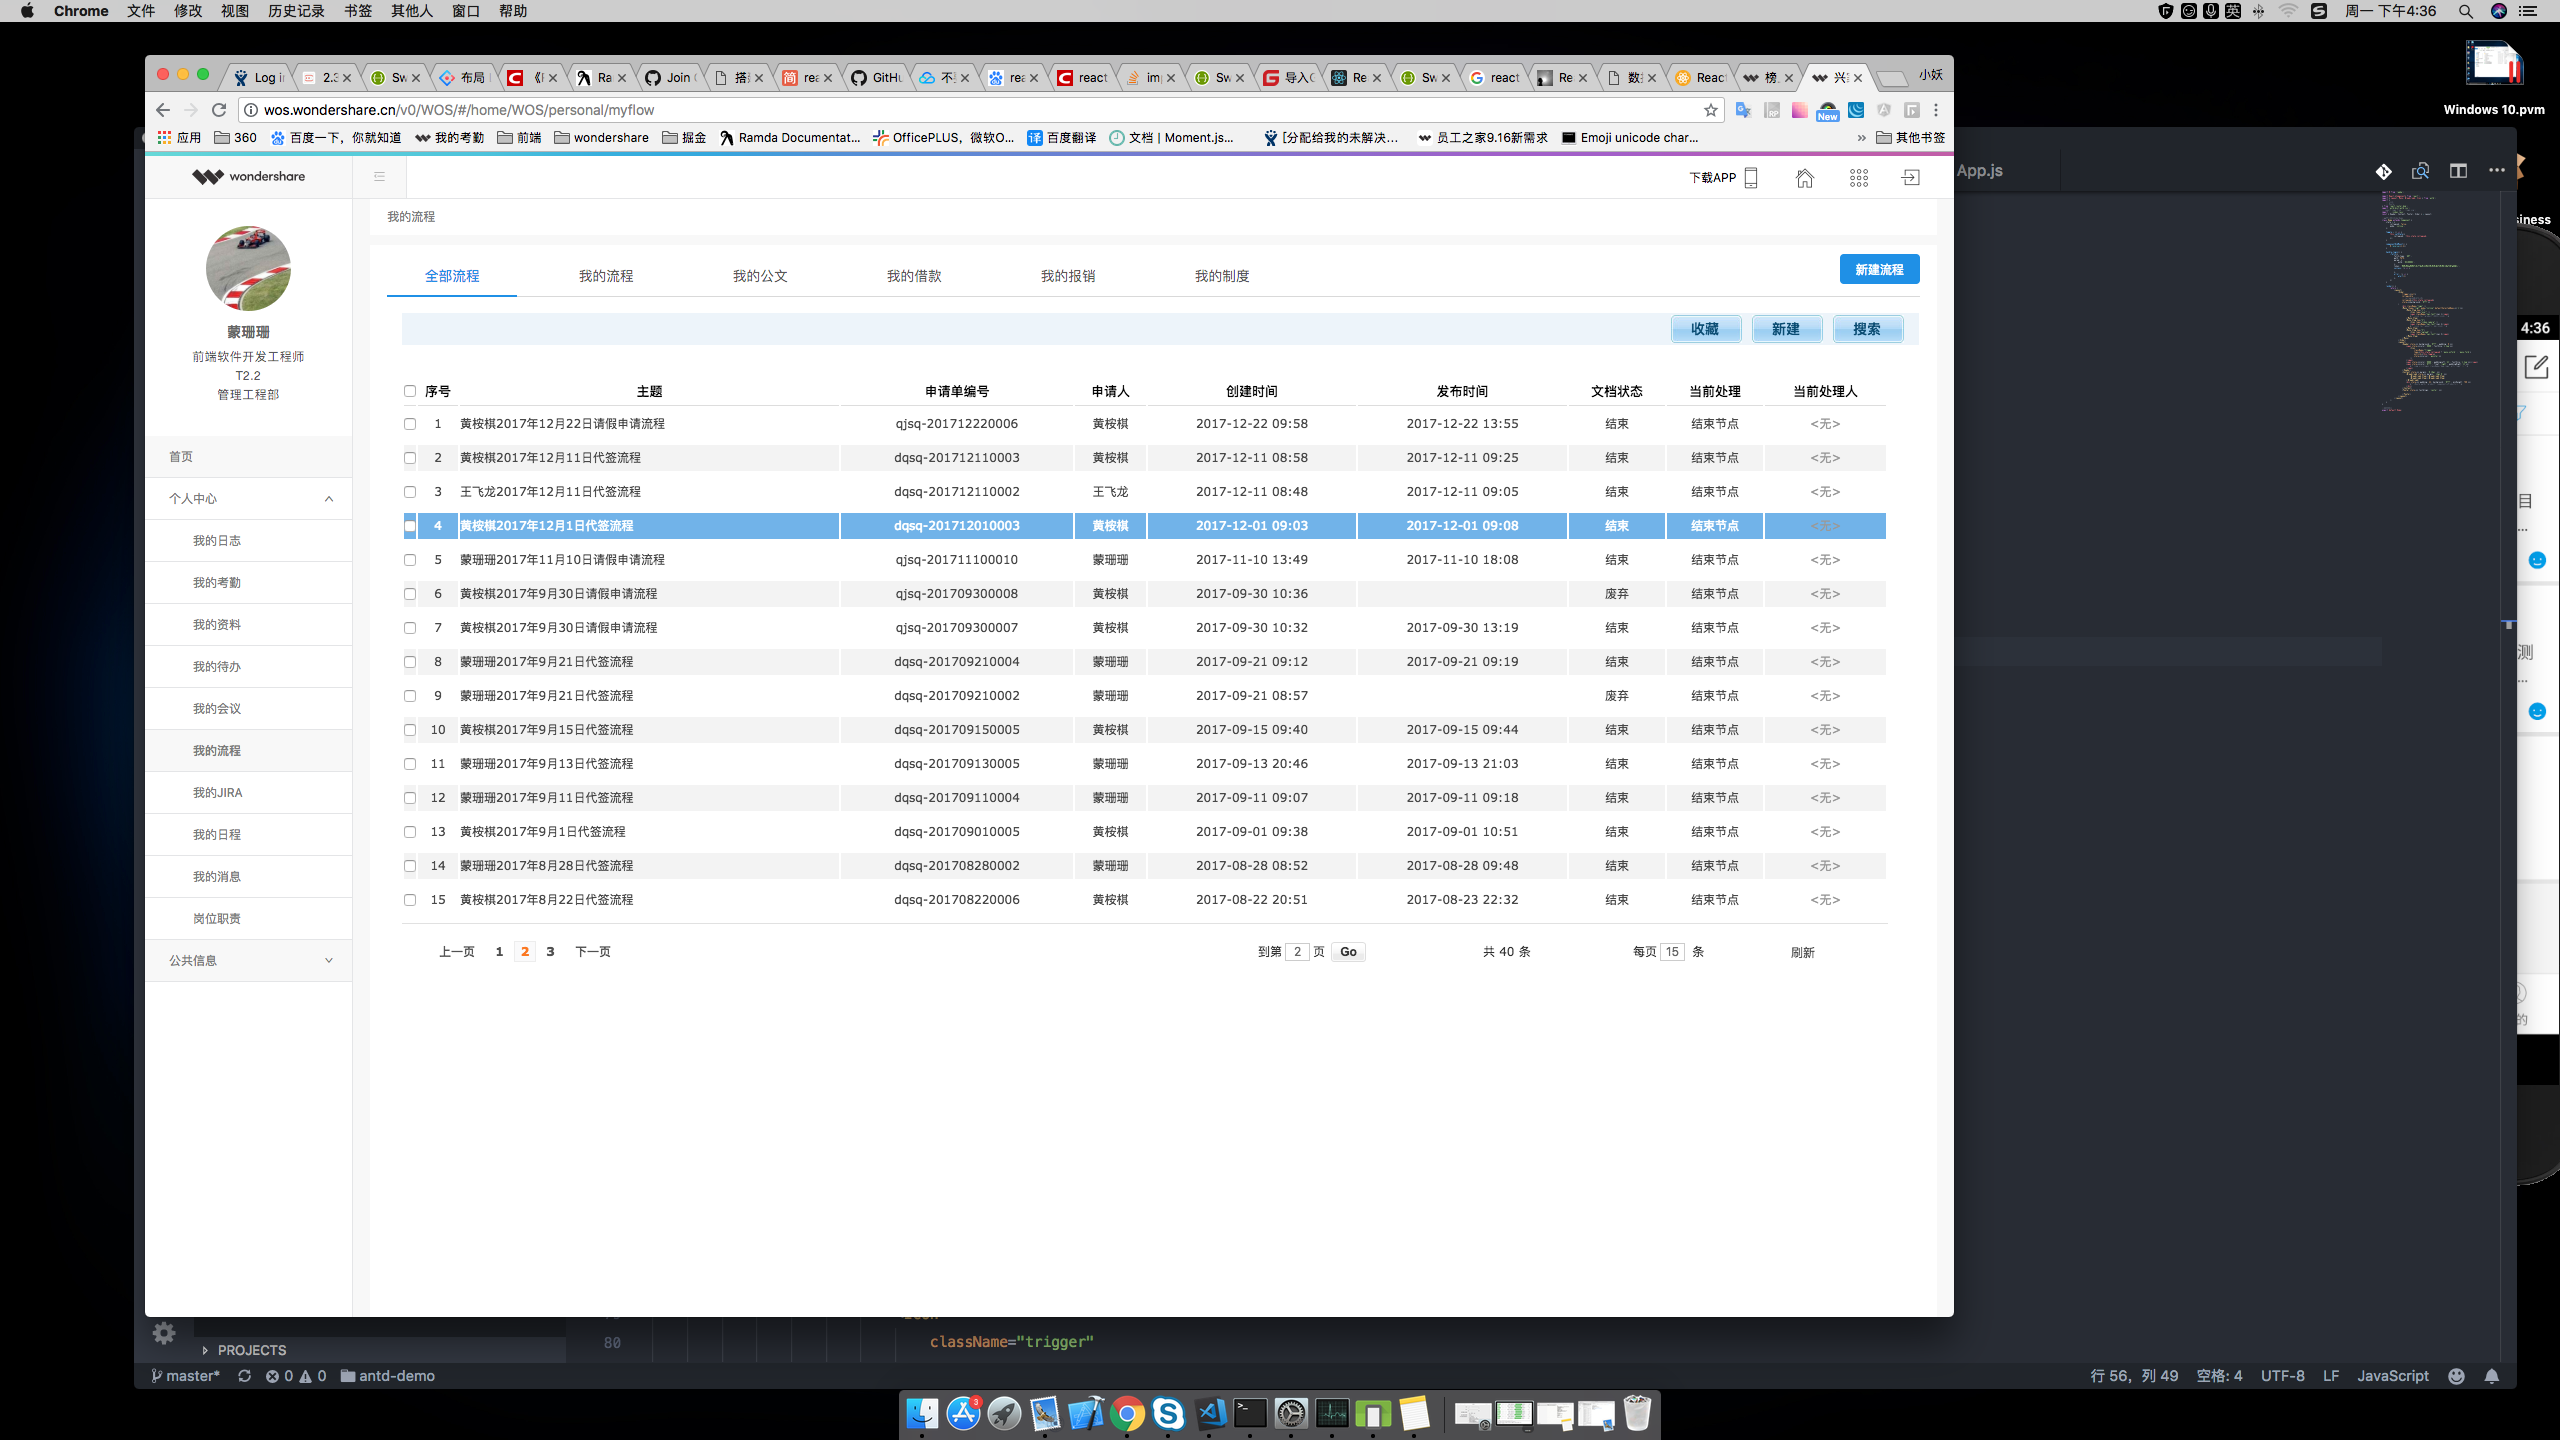 Chrome 文件 修改 视图 历史记录 书签 其他人 窗口 帮助
英 周一 下午4:36
Windows 10.pvm
Log i 2.3 Sw 布局 《 Ra Join 搭 rea GitHu 不 rea react im Sw 导入 Re Sw react Re 数 React 榜 兴 小妖
wos.wondershare.cn/v0/WOS/#/home/WOS/personal/myflow
New
应用 360 百度一下，你就知道 我的考勤 前端 wondershare 掘金 Ramda Documentat... OfficePLUS，微软O... 译 百度翻译 文档 | Moment.js... [分配给我的未解决... 员工之家9.16新需求 Emoji unicode char... » 其他书签
wondershare 下载APP
App.js
siness
4:36
目
...
测
...
的
蒙珊珊
前端软件开发工程师
T2.2
管理工程部
首页
个人中心
我的日志
我的考勤
我的资料
我的待办
我的会议
我的流程
我的JIRA
我的日程
我的消息
岗位职责
公共信息
我的流程
全部流程 我的流程 我的公文 我的借款 我的报销 我的制度 新建流程
收藏 新建 搜索
序号 主题 申请单编号 申请人 创建时间 发布时间 文档状态 当前处理 当前处理人
1 黄桉棋2017年12月22日请假申请流程 qjsq-201712220006 黄桉棋 2017-12-22 09:58 2017-12-22 13:55 结束 结束节点 <无>
2 黄桉棋2017年12月11日代签流程 dqsq-201712110003 黄桉棋 2017-12-11 08:58 2017-12-11 09:25 结束 结束节点 <无>
3 王飞龙2017年12月11日代签流程 dqsq-201712110002 王飞龙 2017-12-11 08:48 2017-12-11 09:05 结束 结束节点 <无>
4 黄桉棋2017年12月1日代签流程 dqsq-201712010003 黄桉棋 2017-12-01 09:03 2017-12-01 09:08 结束 结束节点 <无>
5 蒙珊珊2017年11月10日请假申请流程 qjsq-201711100010 蒙珊珊 2017-11-10 13:49 2017-11-10 18:08 结束 结束节点 <无>
6 黄桉棋2017年9月30日请假申请流程 qjsq-201709300008 黄桉棋 2017-09-30 10:36 废弃 结束节点 <无>
7 黄桉棋2017年9月30日请假申请流程 qjsq-201709300007 黄桉棋 2017-09-30 10:32 2017-09-30 13:19 结束 结束节点 <无>
8 蒙珊珊2017年9月21日代签流程 dqsq-201709210004 蒙珊珊 2017-09-21 09:12 2017-09-21 09:19 结束 结束节点 <无>
9 蒙珊珊2017年9月21日代签流程 dqsq-201709210002 蒙珊珊 2017-09-21 08:57 废弃 结束节点 <无>
10 黄桉棋2017年9月15日代签流程 dqsq-201709150005 黄桉棋 2017-09-15 09:40 2017-09-15 09:44 结束 结束节点 <无>
11 蒙珊珊2017年9月13日代签流程 dqsq-201709130005 蒙珊珊 2017-09-13 20:46 2017-09-13 21:03 结束 结束节点 <无>
12 蒙珊珊2017年9月11日代签流程 dqsq-201709110004 蒙珊珊 2017-09-11 09:07 2017-09-11 09:18 结束 结束节点 <无>
13 黄桉棋2017年9月1日代签流程 dqsq-201709010005 黄桉棋 2017-09-01 09:38 2017-09-01 10:51 结束 结束节点 <无>
14 蒙珊珊2017年8月28日代签流程 dqsq-201708280002 蒙珊珊 2017-08-28 08:52 2017-08-28 09:48 结束 结束节点 <无>
15 黄桉棋2017年8月22日代签流程 dqsq-201708220006 黄桉棋 2017-08-22 20:51 2017-08-23 22:32 结束 结束节点 <无>
上一页 1 2 3 下一页 到第 2 页 Go 共 40 条 每页 15 条 刷新
PROJECTS 80 className="trigger"
master* 0 0 antd-demo 行 56，列 49 空格: 4 UTF-8 LF JavaScript
3